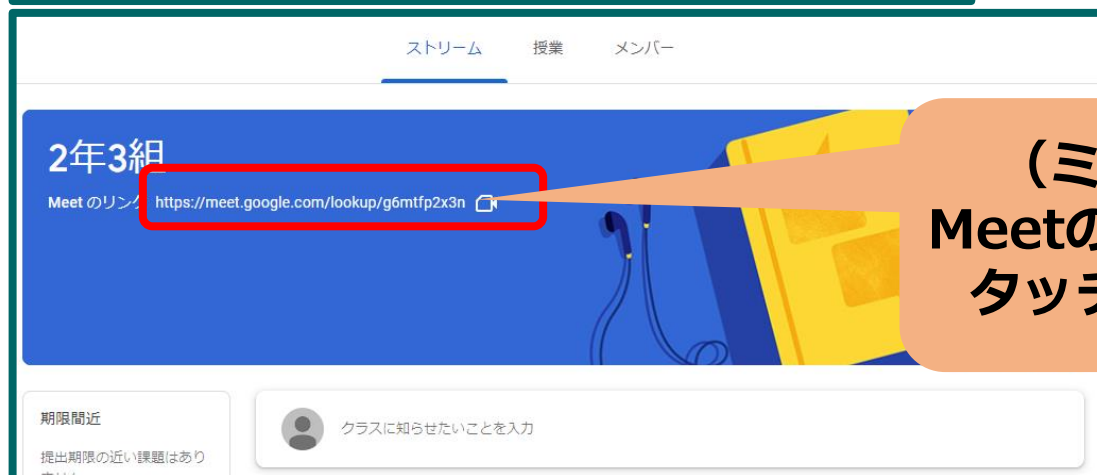 ストリーム 授業 メンバー
2年3組
Meet のリンク https://meet.google.com/lookup/g6mtfp2x3n
（ミ
Meetの
タッチ
期限間近
クラスに知らせたいことを入力
提出期限の近い課題はあり